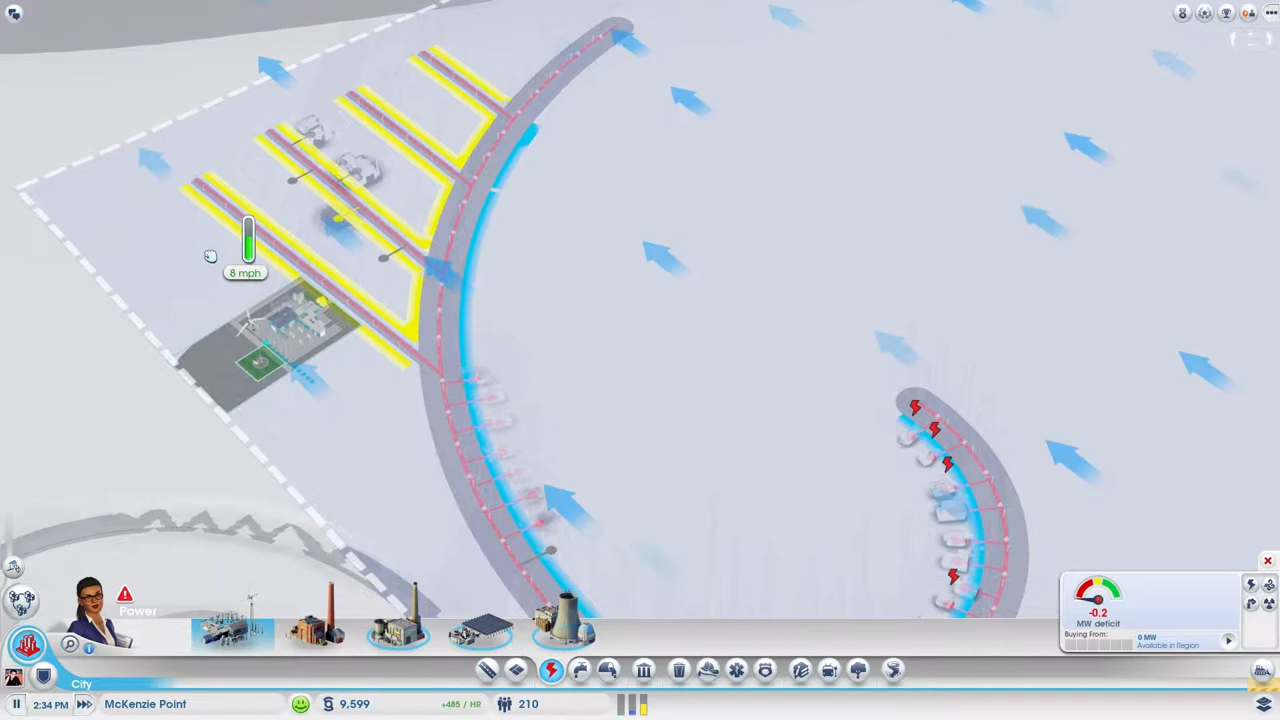 8 mph
Power
-0.2
MW deficit
Buying From:
0 MW
Available in Region
City
2:34 PM
McKenzie Point
9,599
+485 / HR
210